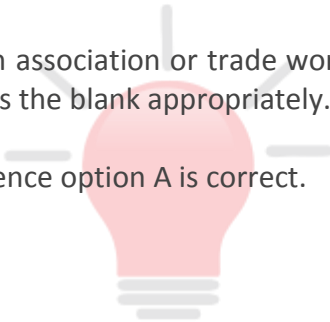 association or trade wor
s the blank appropriately.
ence option A is correct.